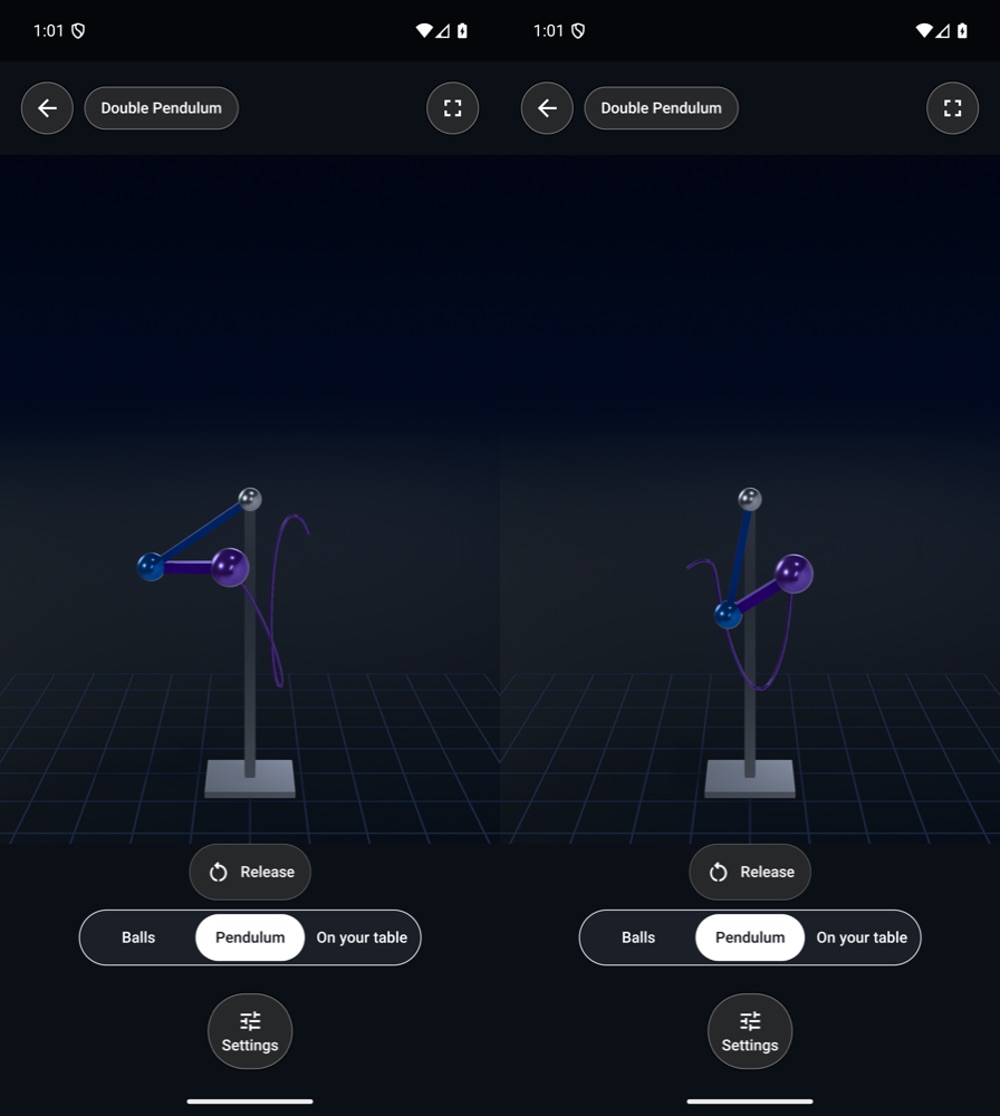 1:01
Double Pendulum
Release
Balls
Pendulum
On your table
Settings
1:01
Double Pendulum
Release
Balls
Pendulum
On your table
Settings